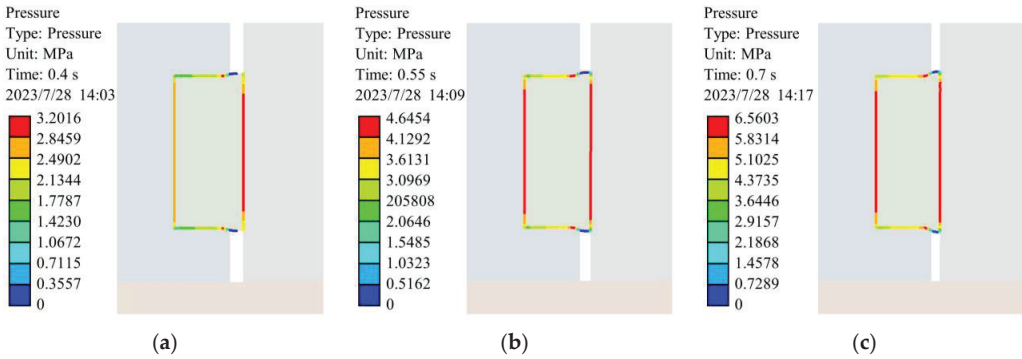 Pressure
Type: Pressure
Unit: MPa
Time: 0.4 s
2023/7/28 14:03
3.2016
2.8459
2.4902
2.1344
1.7787
1.4230
1.0672
0.7115
0.3557
0
(a)
Pressure
Type: Pressure
Unit: MPa
Time: 0.55 s
2023/7/28 14:09
4.6454
4.1292
3.6131
3.0969
205808
2.0646
1.5485
1.0323
0.5162
0
(b)
Pressure
Type: Pressure
Unit: MPa
Time: 0.7 s
2023/7/28 14:17
6.5603
5.8314
5.1025
4.3735
3.6446
2.9157
2.1868
1.4578
0.7289
0
(c)